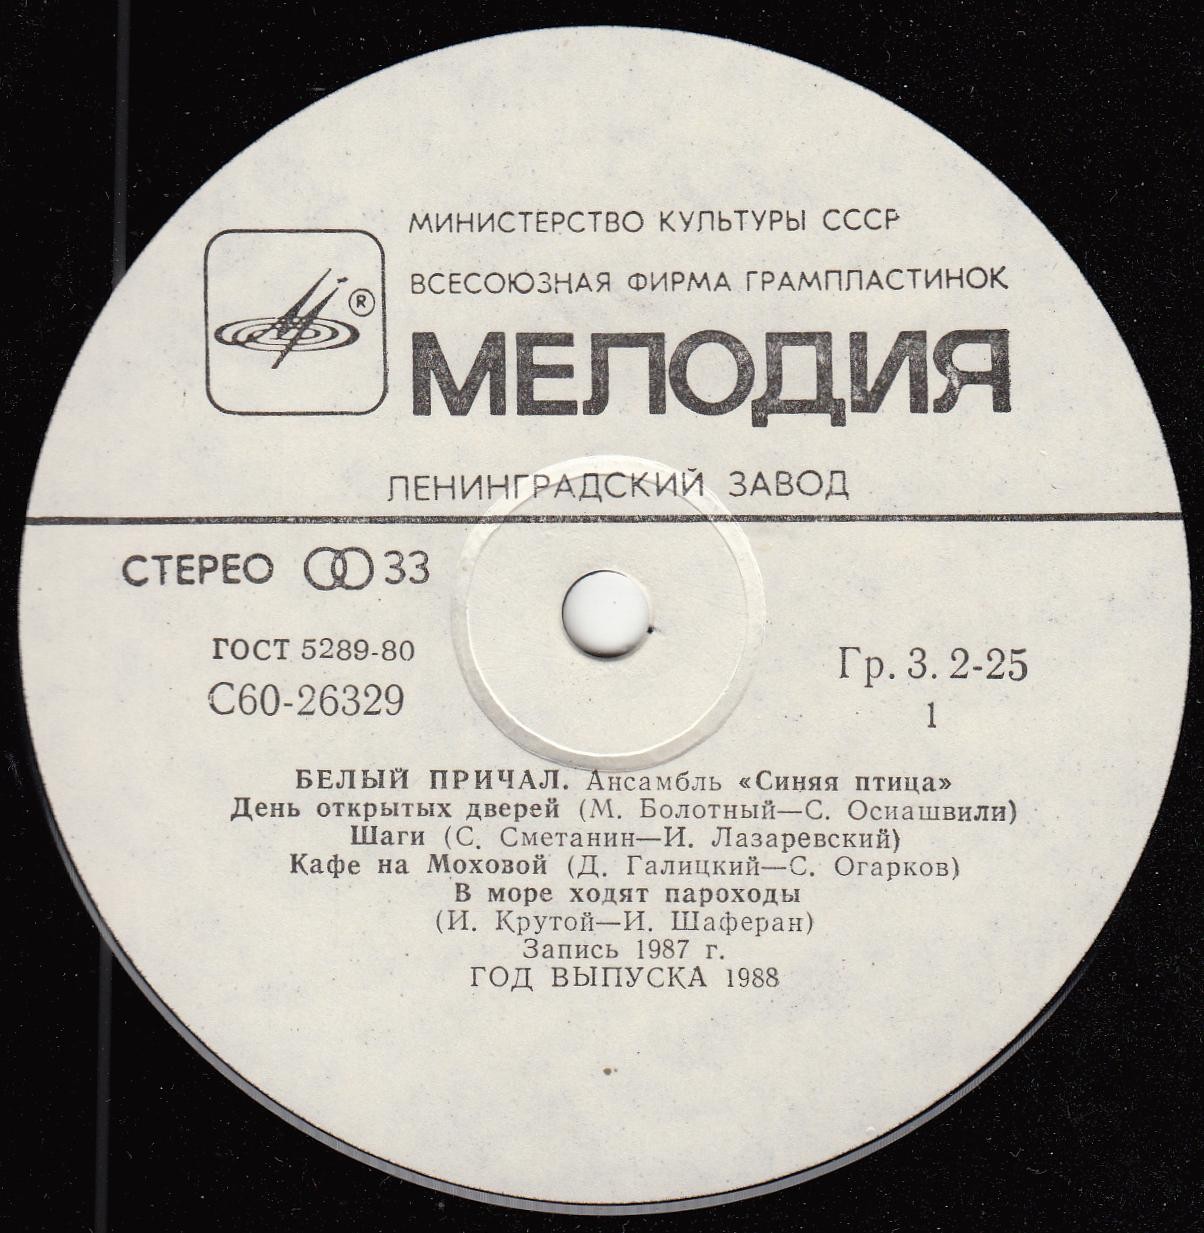 МИНИСТЕРСТВО КУЛЬТУРЫ СССР
ВСЕСОЮЗНАЯ ФИРМА ГРАМПЛАСТИНОК
®
МЕЛОДИЯ
ЛЕНИНГРАДСКИЙ ЗАВОД
СТЕРЕО 33
ГОСТ 5289-80
С60-26329
Гр. 3. 2-25
1
БЕЛЫЙ ПРИЧАЛ. Ансамбль «Синяя птица»
День открытых дверей (М. Болотный—С. Осиашвили)
Шаги (С. Сметанин—И. Лазаревский)
Кафе на Моховой (Д. Галицкий—С. Огарков)
В море ходят пароходы
(И. Крутой—И. Шаферан)
Запись 1987 г.
ГОД ВЫПУСКА 1988